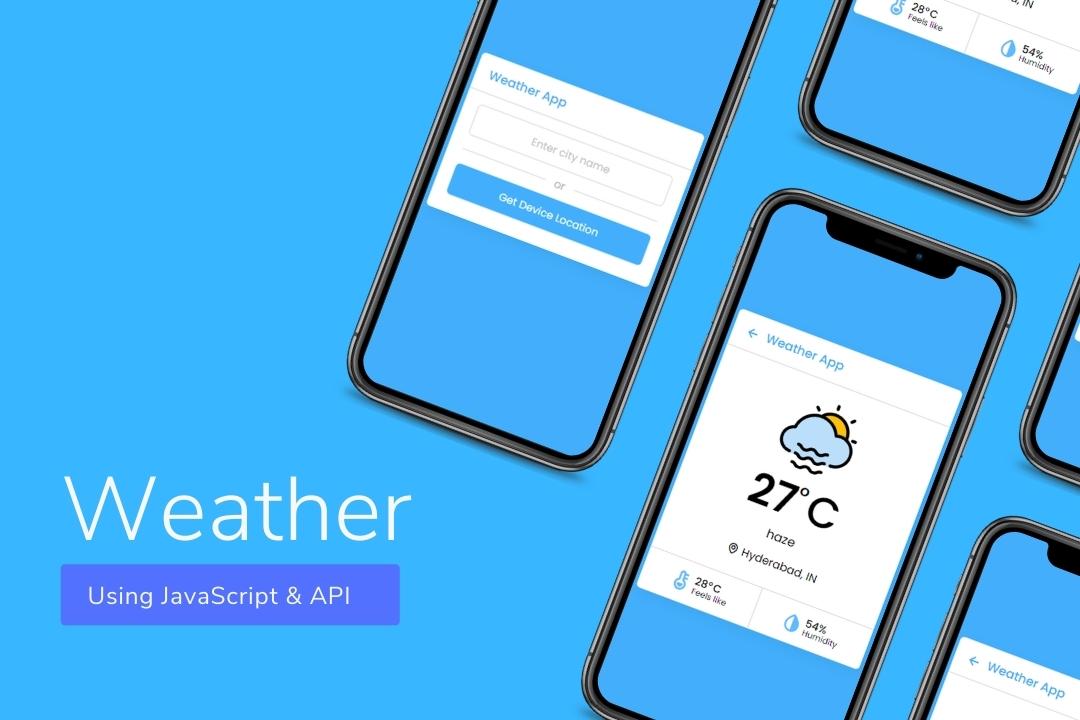 Weather
Using JavaScript & API
Weather App
Enter city name
or
Get Device Location
28°C
Feels like
54%
Humidity
Weather App
27°C
haze
Hyderabad, IN
28°C
Feels like
54%
Humidity
Weather App